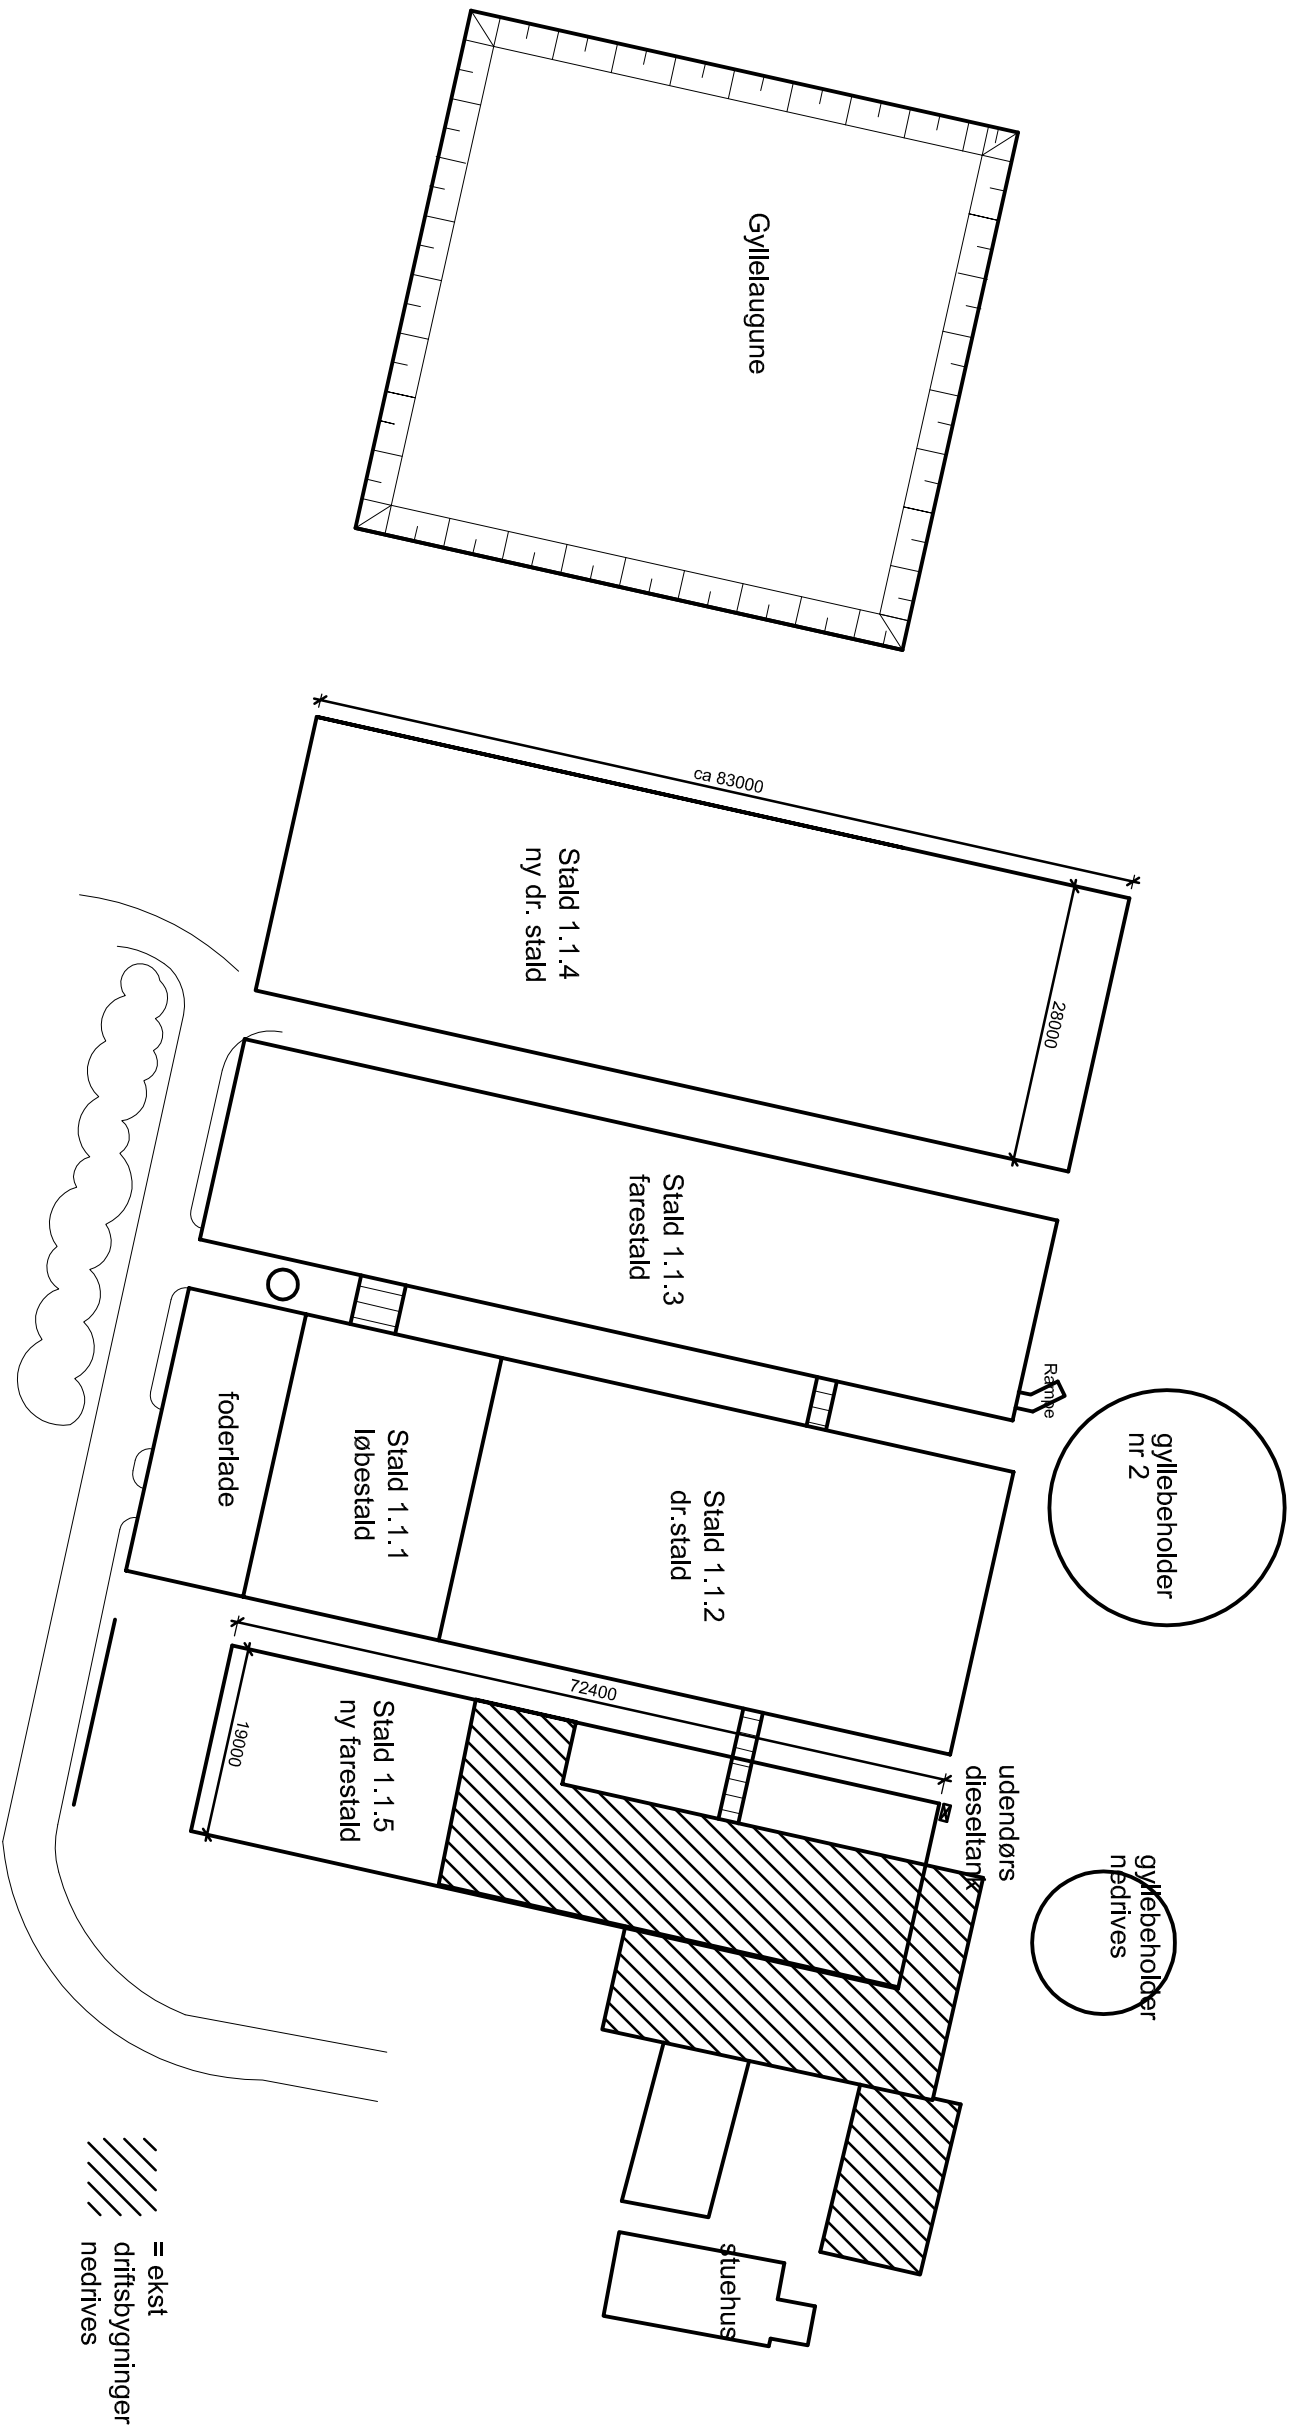 Gyllelaugune
ca 83000
28000
Stald 1.1.4
ny dr. stald
Stald 1.1.3
farestald
Rampe
gyllebeholder
nr 2
foderlade
Stald 1.1.1
løbestald
Stald 1.1.2
dr.stald
72400
19000
Stald 1.1.5
ny farestald
udendørs
dieseltank
gyllebeholder
nedrives
stuehus
= ekst
driftsbygninger
nedrives